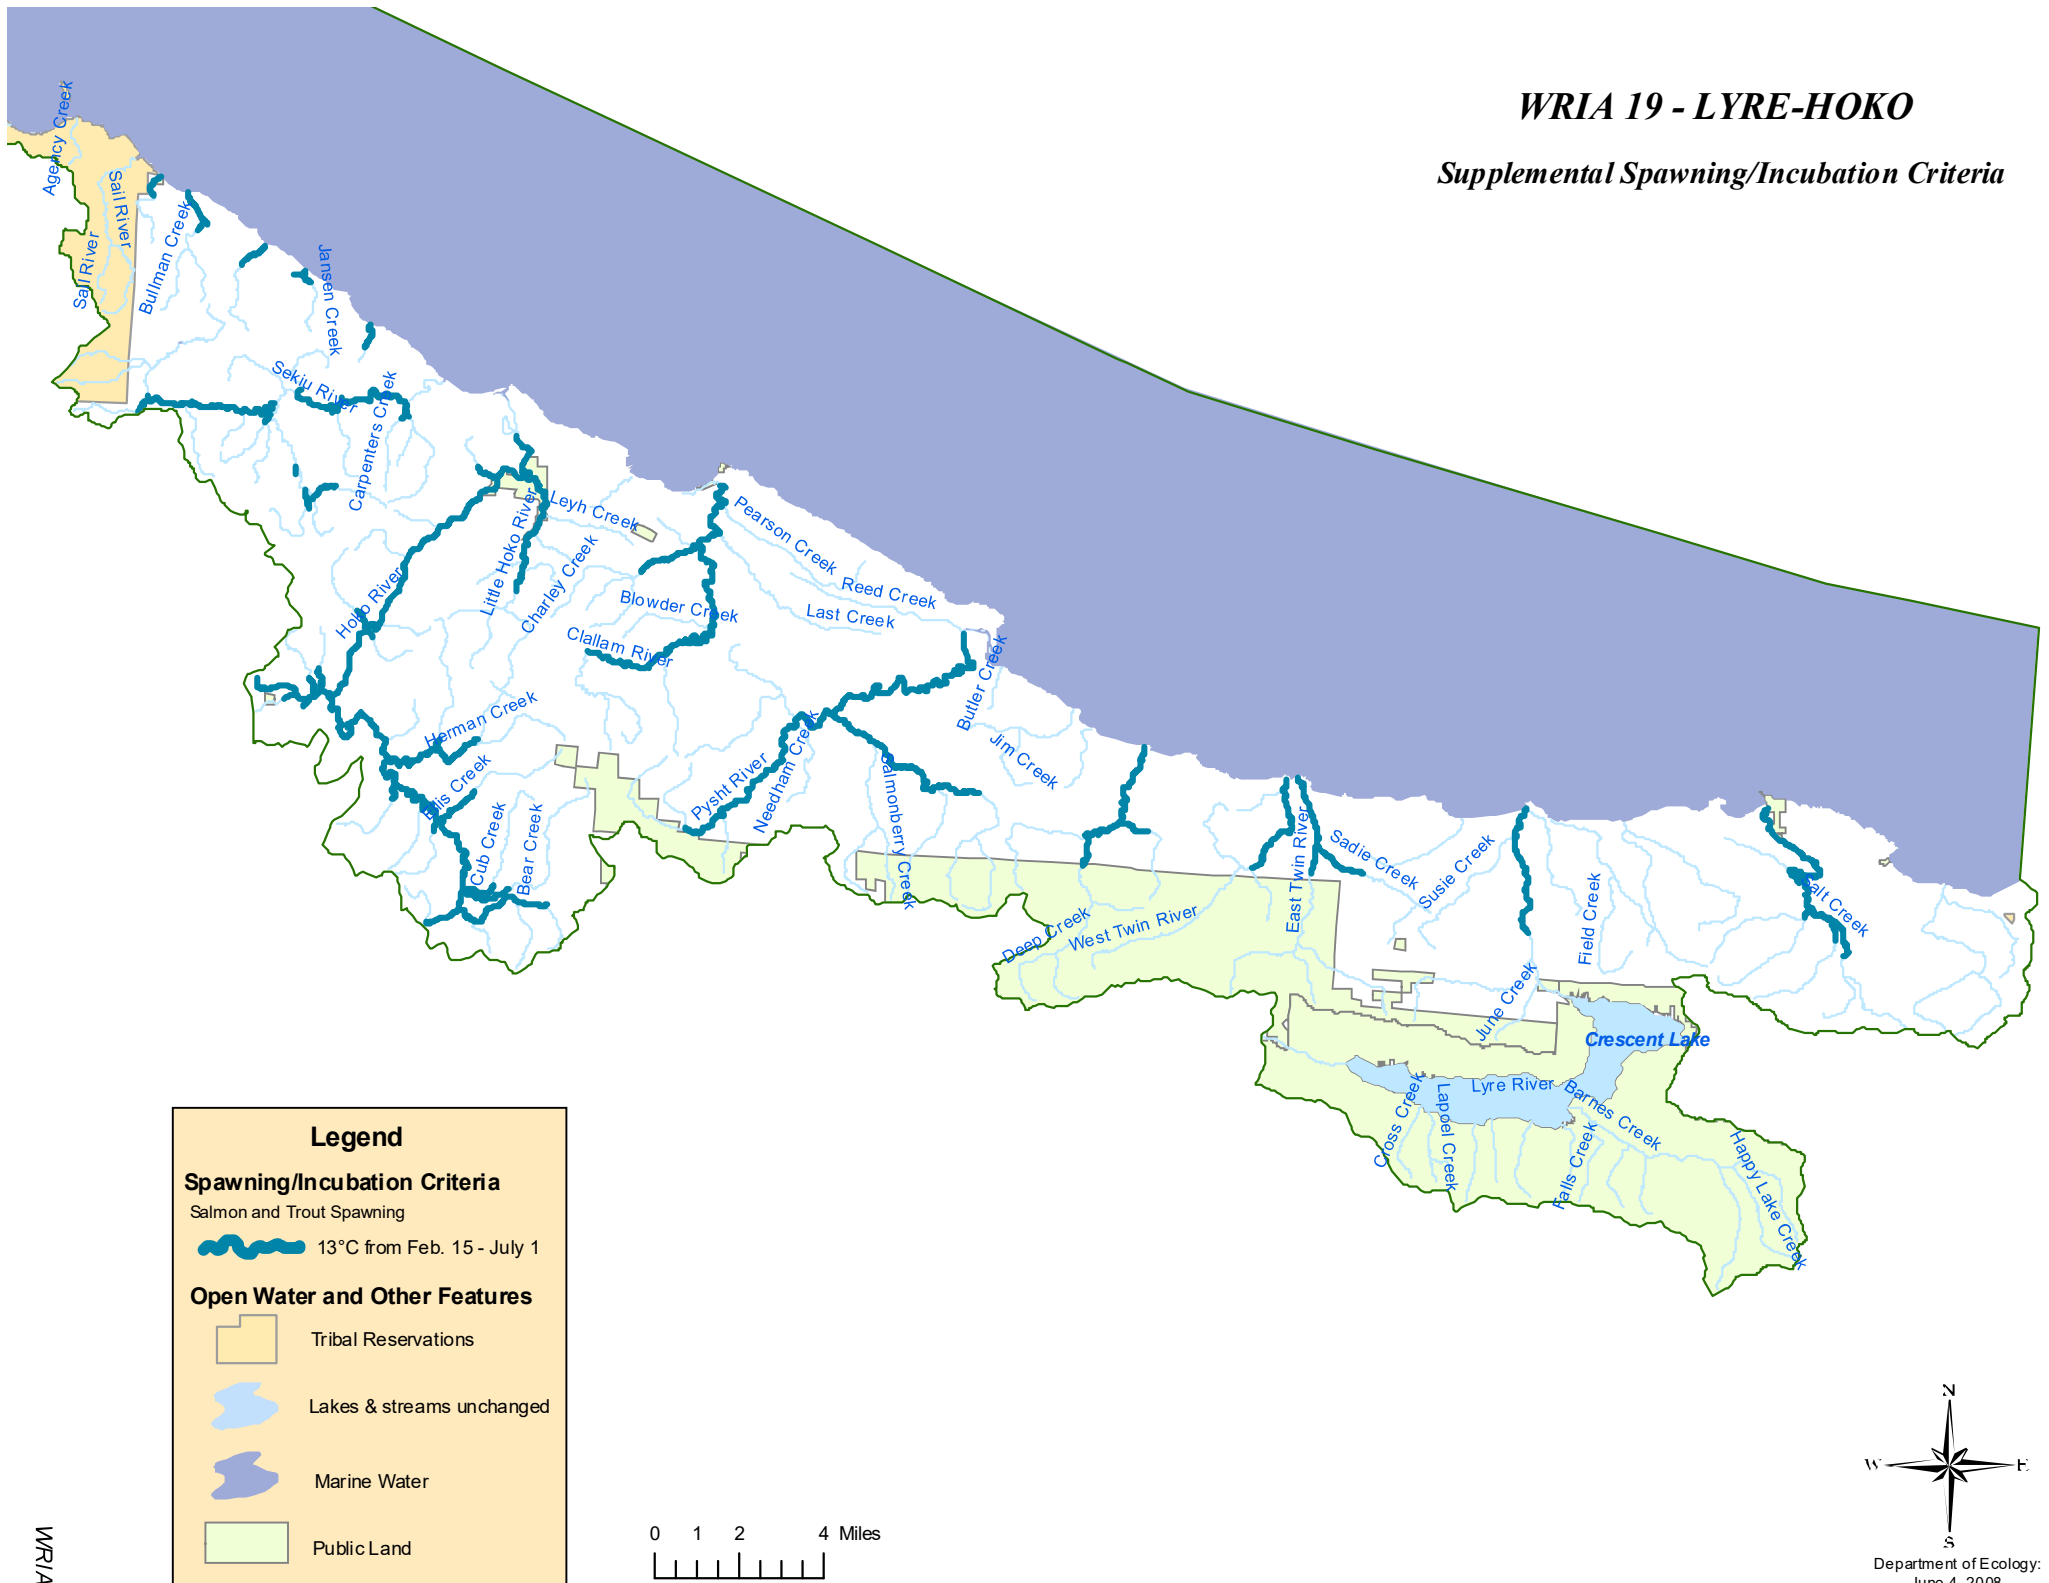 WRIA 19 - LYRE-HOKO
Supplemental Spawning/Incubation Criteria
Agency Creek
Sail River
Sail River
Bullman Creek
Jansen Creek
Sekiu River
Carpenters Creek
Leyh Creek
Little Hoko River
Charley Creek
Hoko River
Pearson Creek
Reed Creek
Last Creek
Blowder Creek
Clallam River
Butler Creek
Herman Creek
Ellis Creek
Cub Creek
Bear Creek
Pysht River
Needham Creek
Salmonberry Creek
Jim Creek
Deep Creek
West Twin River
East Twin River
Sadie Creek
Susie Creek
Field Creek
Salt Creek
June Creek
Crescent Lake
Lyre River
Cross Creek
Lapoel Creek
Barnes Creek
Falls Creek
Happy Lake Creek
Legend
Spawning/Incubation Criteria
Salmon and Trout Spawning
13°C from Feb. 15 - July 1
Open Water and Other Features
Tribal Reservations
Lakes & streams unchanged
Marine Water
Public Land
WRIA
0 1 2 4 Miles
N
W E
S
Department of Ecology:
June 4, 2008